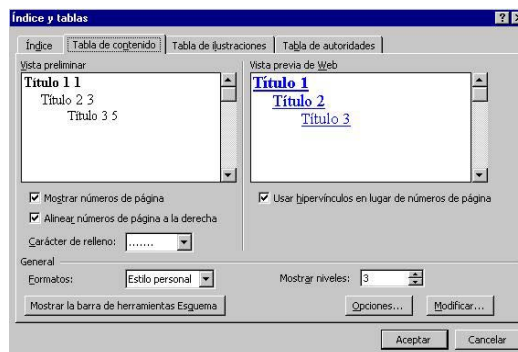 Índice y tablas
Índice
Tabla de contenido
Tabla de ilustraciones
Tabla de autoridades
Vista preliminar
Título 1 1
Título 2 3
Título 3 5
Vista previa de Web
Título 1
Título 2
Título 3
Mostrar números de página
Alinear números de página a la derecha
Carácter de relleno: .......
Usar hipervínculos en lugar de números de página
General
Formatos: Estilo personal
Mostrar niveles: 3
Mostrar la barra de herramientas Esquema
Opciones...
Modificar...
Aceptar
Cancelar